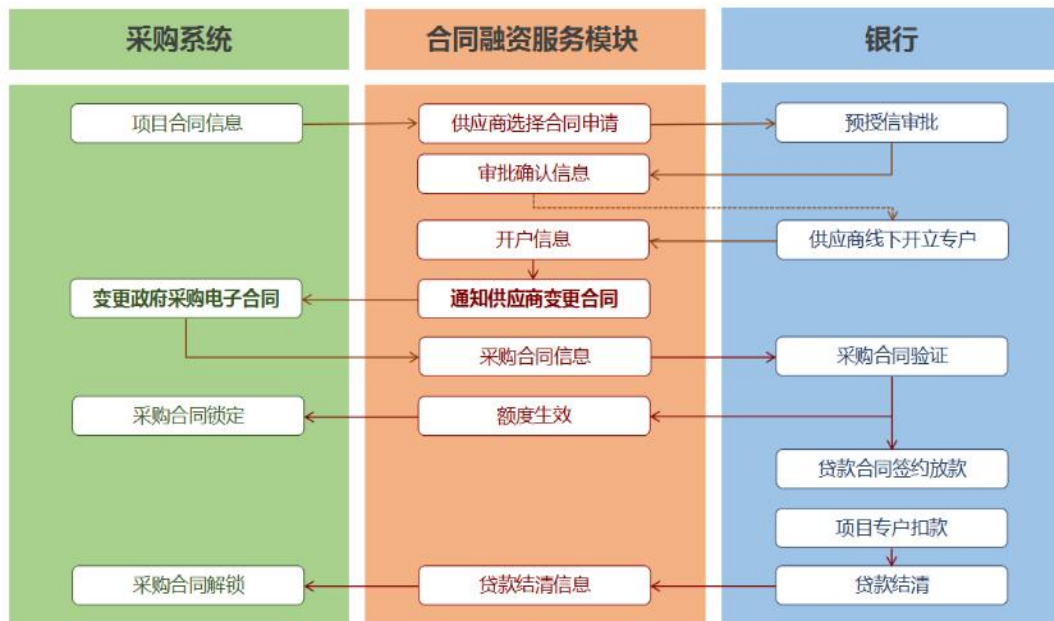 采购系统
合同融资服务模块
银行
项目合同信息
供应商选择合同申请
预授信审批
审批确认信息
开户信息
供应商线下开立专户
变更政府采购电子合同
通知供应商变更合同
采购合同信息
采购合同验证
采购合同锁定
额度生效
贷款合同签约放款
项目专户扣款
采购合同解锁
贷款结清信息
贷款结清